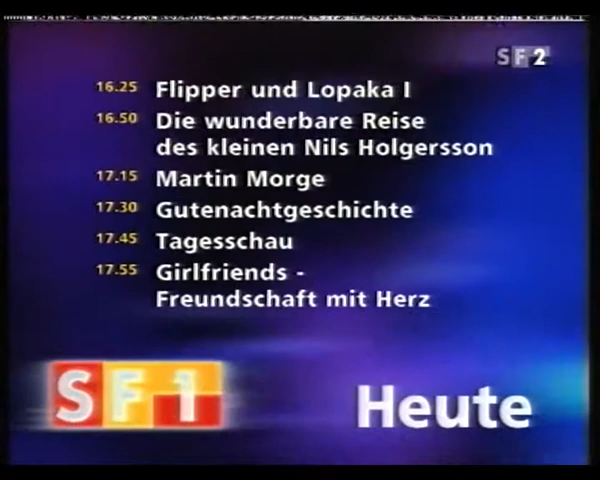 SF2
16.25 Flipper und Lopaka I
16.50 Die wunderbare Reise
des kleinen Nils Holgersson
17.15 Martin Morge
17.30 Gutenachtgeschichte
17.45 Tagesschau
17.55 Girlfriends -
Freundschaft mit Herz
SF1
Heute